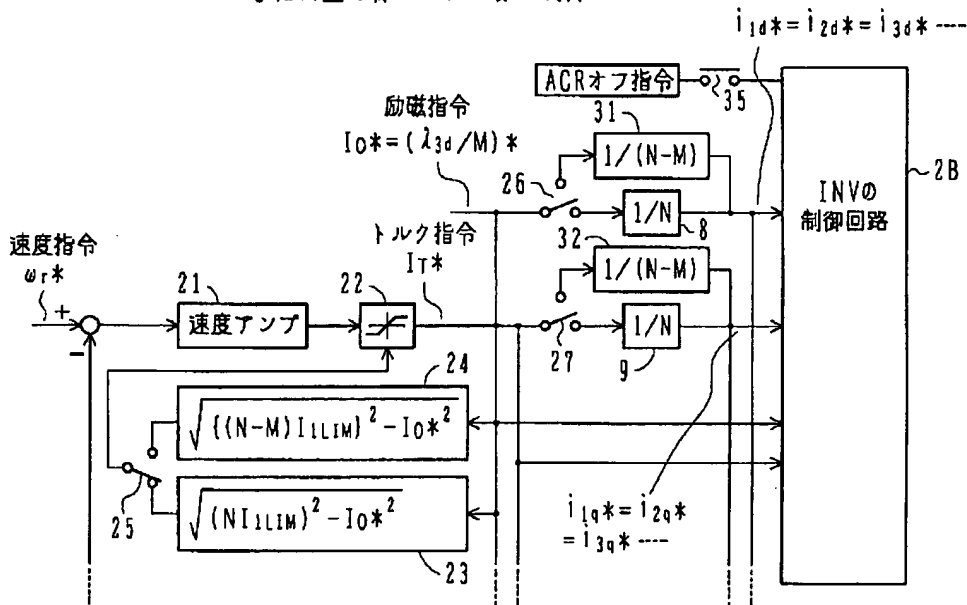 i1d*=i2d*=i3d*----
ACRオフ指令
35
励磁指令
IO*=(λ3d/M)*
31
1/(N-M)
26
1/N
8
2B
INVの
制御回路
速度指令
ωr*
トルク指令
IT*
32
1/(N-M)
21
22
+
速度アンプ
27
1/N
9
-
24
√{((N-M)I1LIM)²-IO*²}
25
√(NI1LIM)²-IO*²
23
i1q*=i2q*
=i3q*----